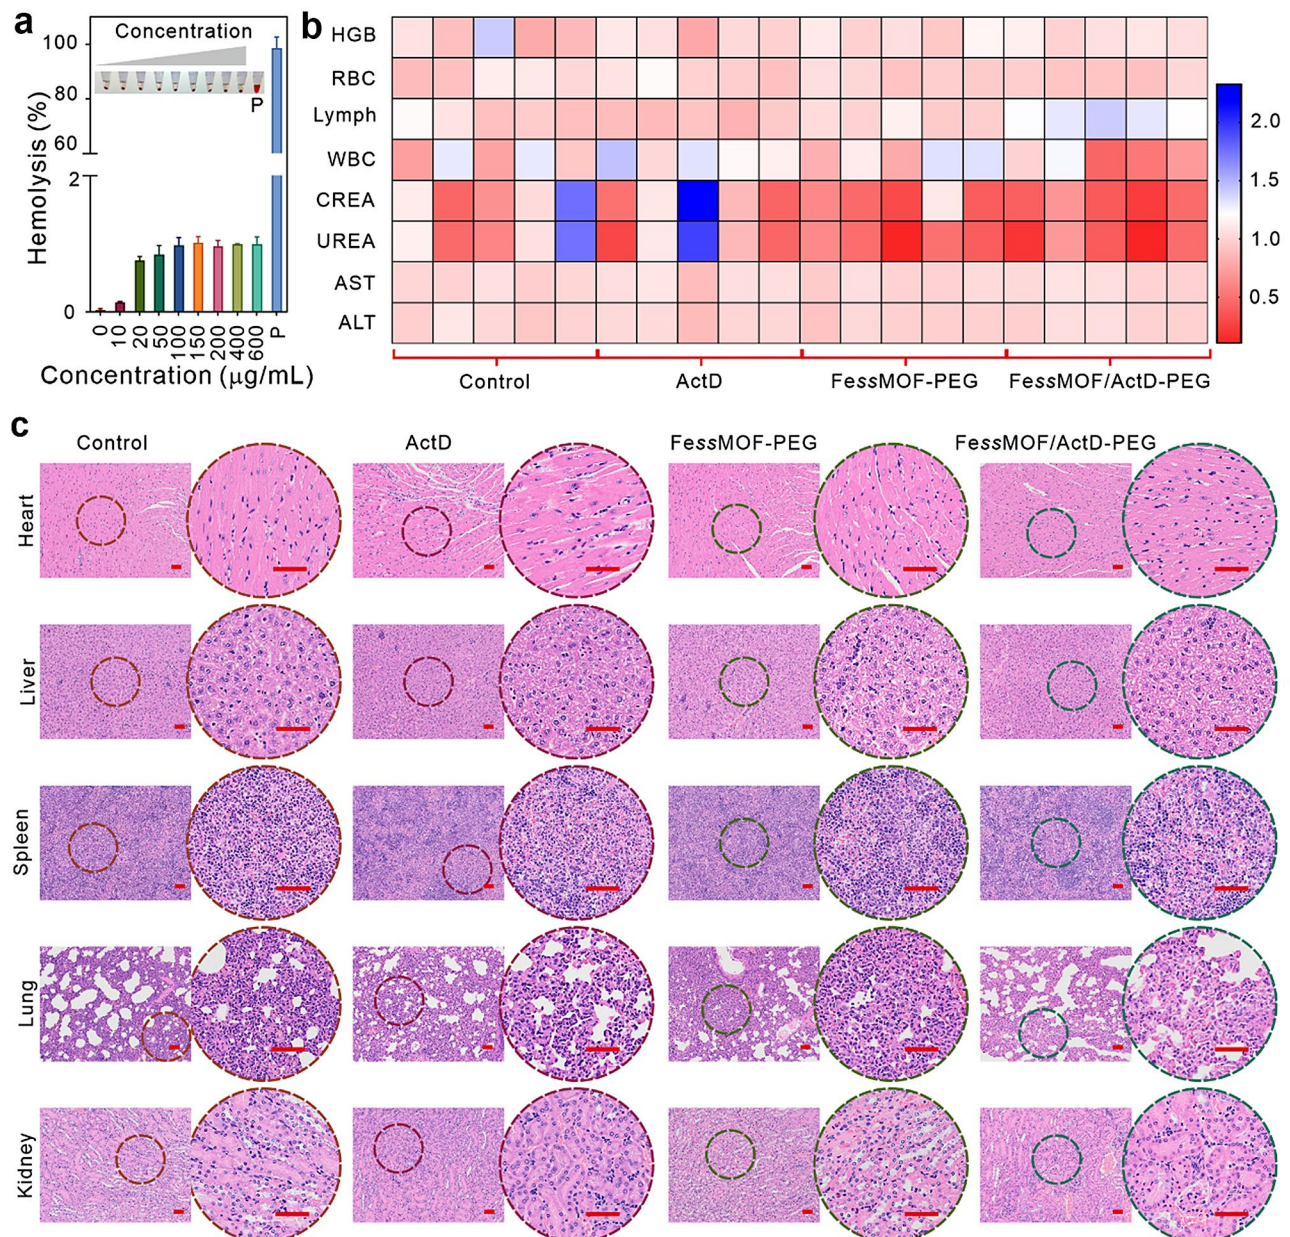 a
Concentration
P
Hemolysis (%)
100
80
60
2
0
0 10 20 50 100 150 200 400 600 P
Concentration (μg/mL)
b
HGB
RBC
Lymph
WBC
CREA
UREA
AST
ALT
2.0
1.5
1.0
0.5
Control ActD FessMOF-PEG FessMOF/ActD-PEG
c
Control ActD FessMOF-PEG FessMOF/ActD-PEG
Heart
Liver
Spleen
Lung
Kidney